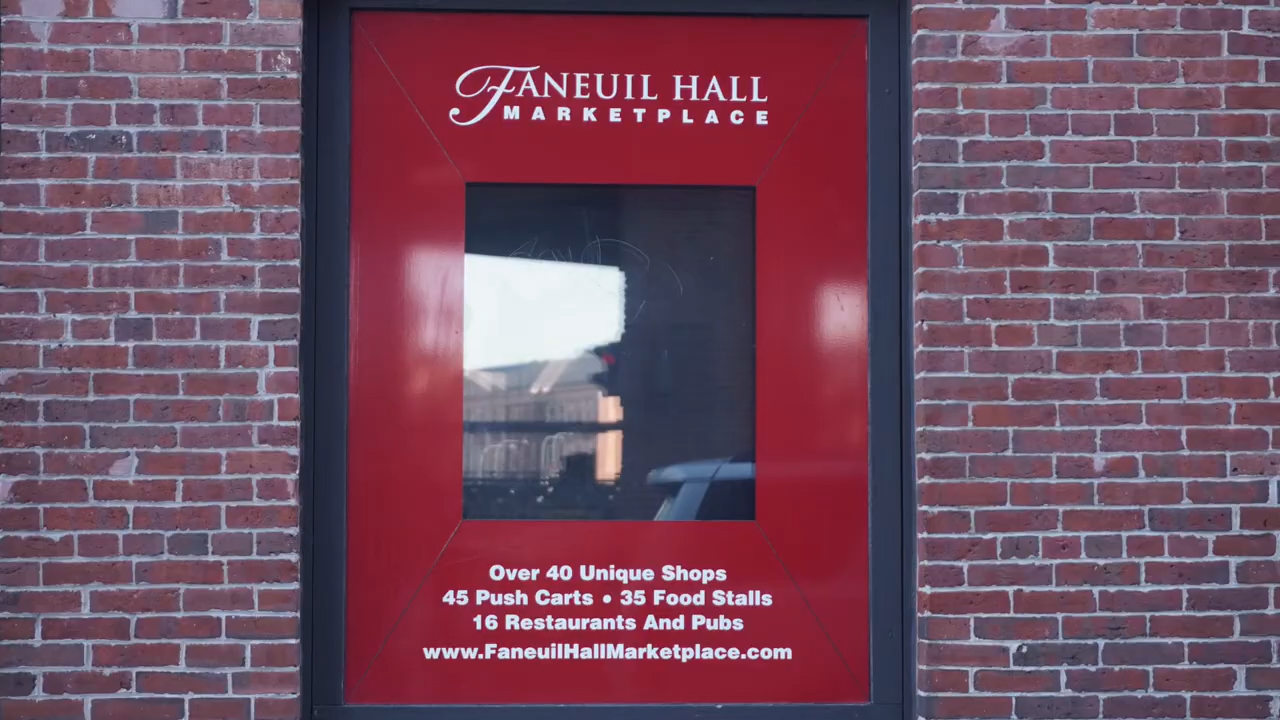 FANEUIL HALL
MARKETPLACE
Over 40 Unique Shops
45 Push Carts • 35 Food Stalls
16 Restaurants And Pubs
www.FaneuilHallMarketplace.com